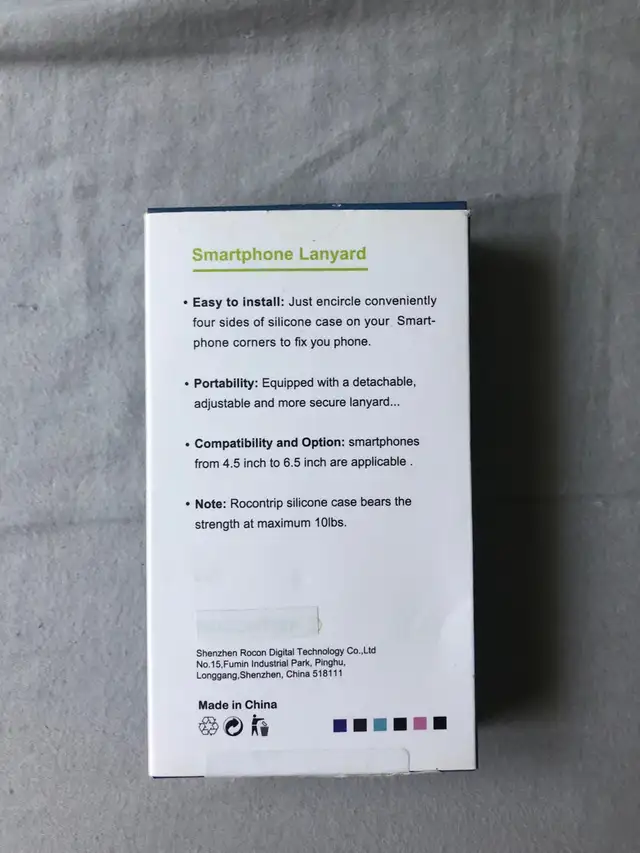 Smartphone Lanyard
• Easy to install: Just encircle conveniently
four sides of silicone case on your Smart-
phone corners to fix you phone.
• Portability: Equipped with a detachable,
adjustable and more secure lanyard...
• Compatibility and Option: smartphones
from 4.5 inch to 6.5 inch are applicable .
• Note: Rocontrip silicone case bears the
strength at maximum 10lbs.
Shenzhen Rocon Digital Technology Co.,Ltd
No.15,Fumin Industrial Park, Pinghu,
Longgang,Shenzhen, China 518111
Made in China